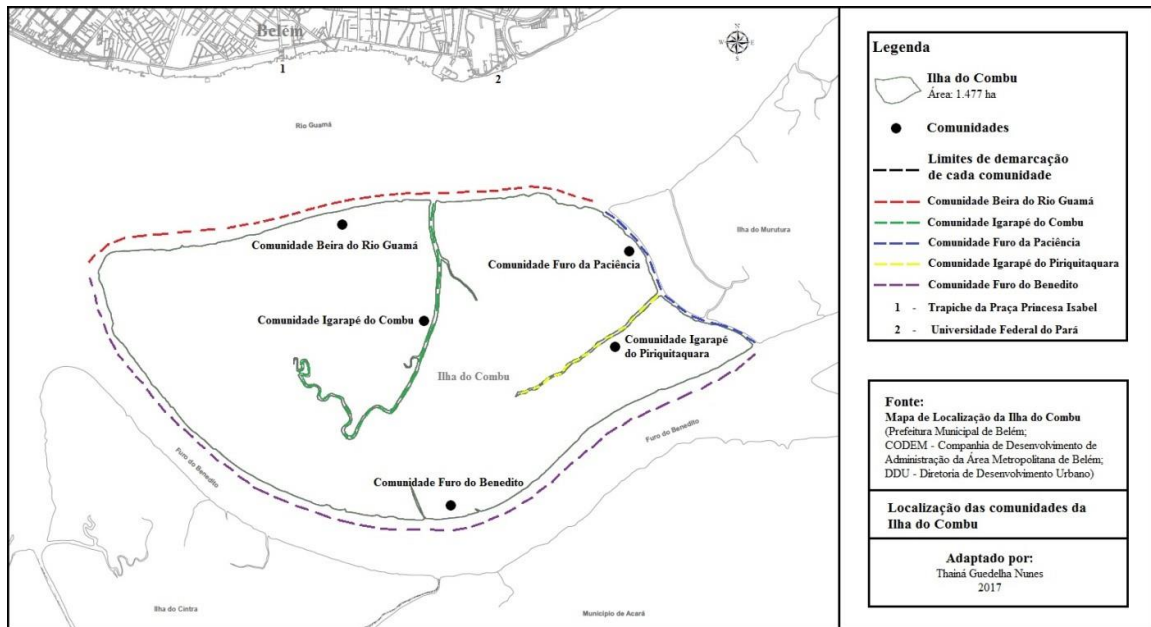 Belém
1
2
N
W
E
S
Rio Guamá
Comunidade Beira do Rio Guamá
Comunidade Furo da Paciência
Ilha do Murutura
Comunidade Igarapé do Combu
Comunidade Igarapé
do Piriquitaquara
Ilha do Combu
Furo do Benedito
Furo do Benedito
Comunidade Furo do Benedito
Ilha do Cintra
Município de Acará
Legenda
Ilha do Combu
Área: 1.477 ha
Comunidades
Limites de demarcação
de cada comunidade
Comunidade Beira do Rio Guamá
Comunidade Igarapé do Combu
Comunidade Furo da Paciência
Comunidade Igarapé do Piriquitaquara
Comunidade Furo do Benedito
1 - Trapiche da Praça Princesa Isabel
2 - Universidade Federal do Pará
Fonte:
Mapa de Localização da Ilha do Combu
(Prefeitura Municipal de Belém;
CODEM - Companhia de Desenvolvimento de
Administração da Área Metropolitana de Belém;
DDU - Diretoria de Desenvolvimento Urbano)
Localização das comunidades da
Ilha do Combu
Adaptado por:
Thainá Guedelha Nunes
2017